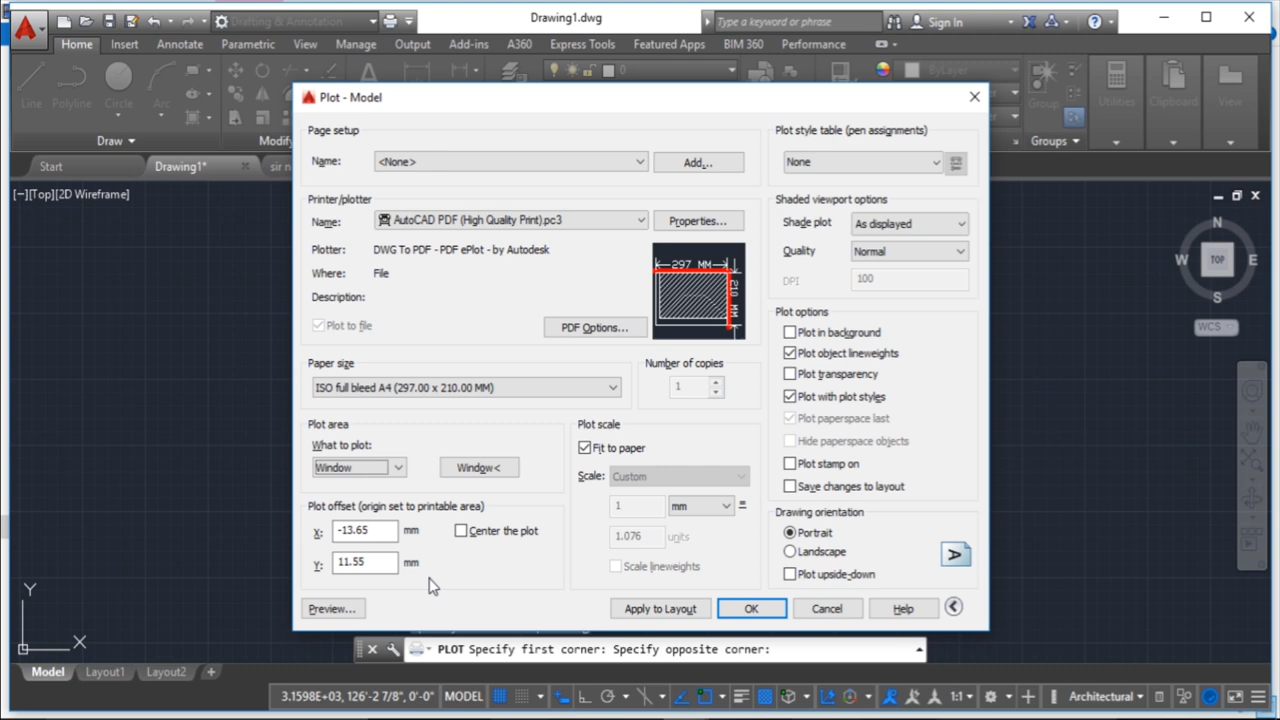 Drafting & Annotation
Drawing1.dwg
Type a keyword or phrase
Sign In
Home
Insert
Annotate
Parametric
View
Manage
Output
Add-ins
A360
Express Tools
Featured Apps
BIM 360
Performance
Line
Polyline
Circle
Arc
0
ByLayer
Group
Utilities
Clipboard
View
Draw
Modify
Groups
Start
Drawing1*
sir n
[−][Top][2D Wireframe]
Plot - Model
Page setup
Name:
<None>
Add...
Printer/plotter
Name:
AutoCAD PDF (High Quality Print).pc3
Properties...
Plotter:
DWG To PDF - PDF ePlot - by Autodesk
Where:
File
Description:
Plot to file
PDF Options...
297 MM
210 MM
Paper size
ISO full bleed A4 (297.00 x 210.00 MM)
Number of copies
1
Plot area
What to plot:
Window
Window<
Plot scale
Fit to paper
Scale:
Custom
1
mm
=
1.076
units
Scale lineweights
Plot offset (origin set to printable area)
X:
-13.65
mm
Center the plot
Y:
11.55
mm
Plot style table (pen assignments)
None
Shaded viewport options
Shade plot
As displayed
Quality
Normal
DPI
100
Plot options
Plot in background
Plot object lineweights
Plot transparency
Plot with plot styles
Plot paperspace last
Hide paperspace objects
Plot stamp on
Save changes to layout
Drawing orientation
Portrait
Landscape
Plot upside-down
A
Preview...
Apply to Layout
OK
Cancel
Help
N
W
TOP
E
S
WCS
Y
X
PLOT Specify first corner: Specify opposite corner:
Model
Layout1
Layout2
+
3.1598E+03, 126'-2 7/8", 0'-0"
MODEL
1:1
Architectural